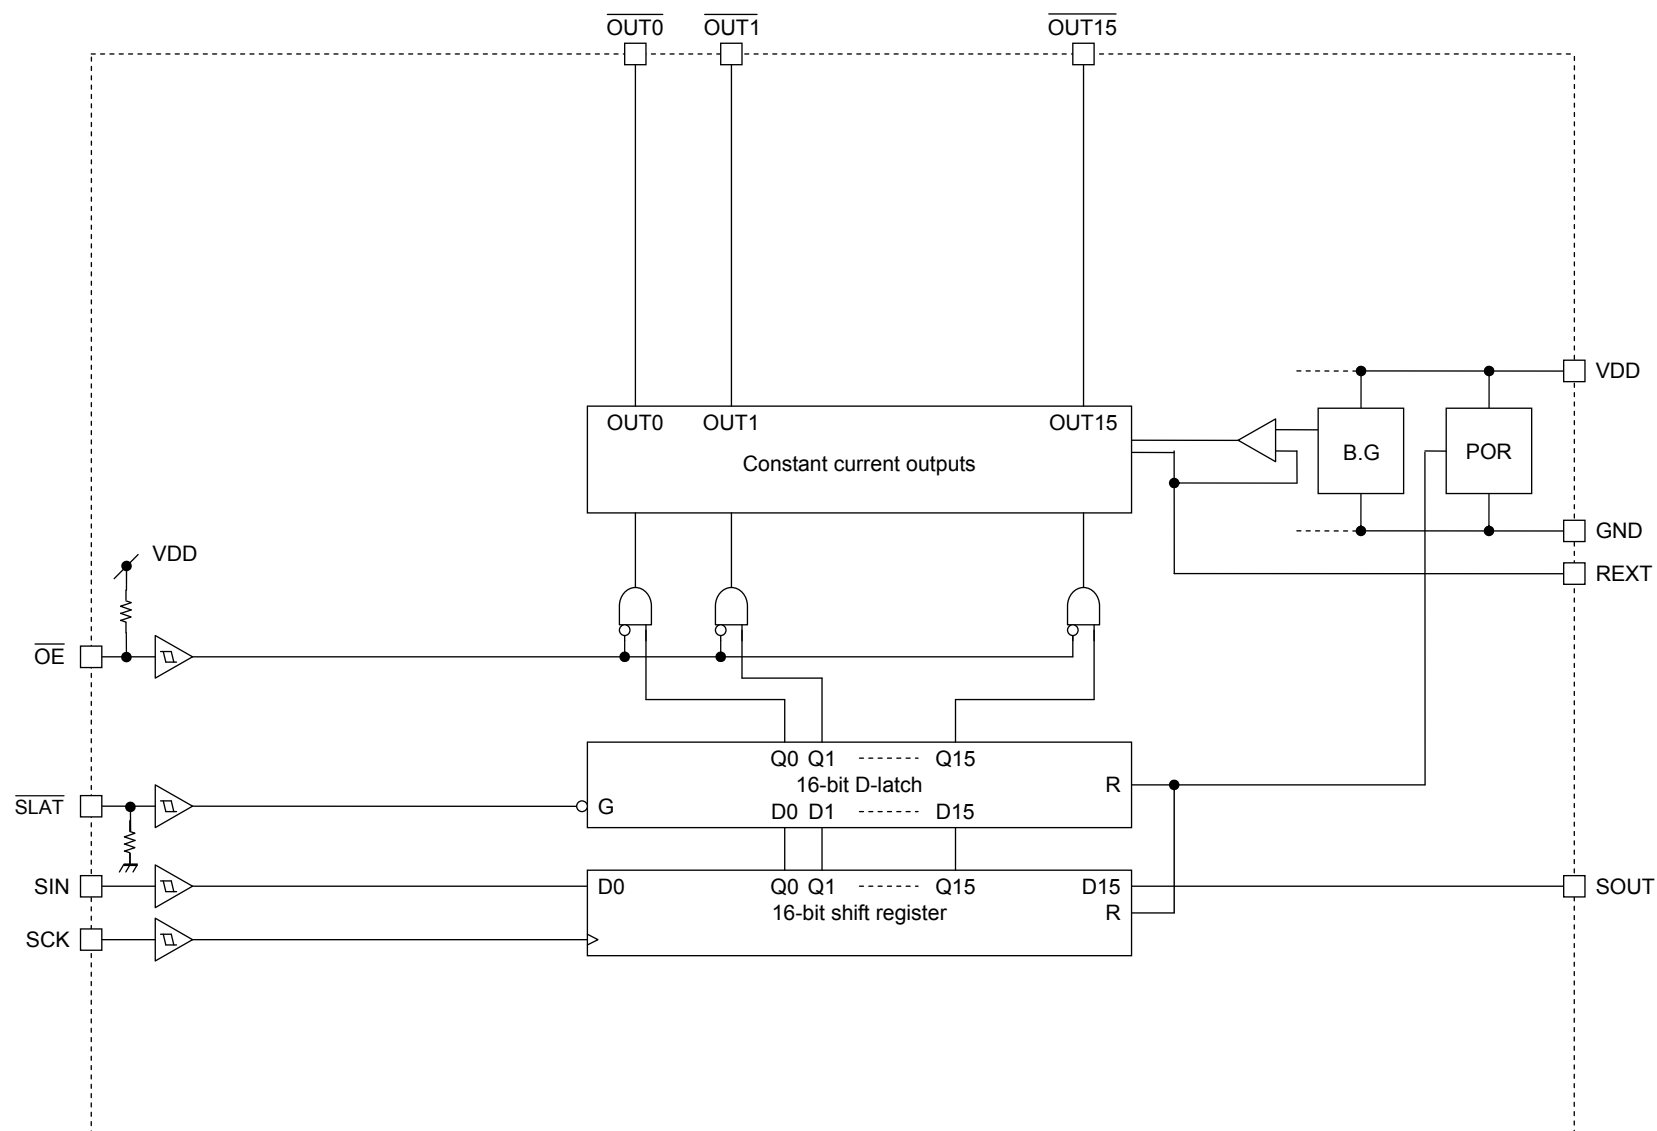 OUT0 OUT1 OUT15
VDD
OUT0 OUT1 OUT15
B.G POR
Constant current outputs
GND
VDD
REXT
OE
Q0 Q1 Q15
16-bit D-latch R
SLAT G
D0 D1 D15
SIN D0 Q0 Q1 Q15 D15 SOUT
16-bit shift register R
SCK